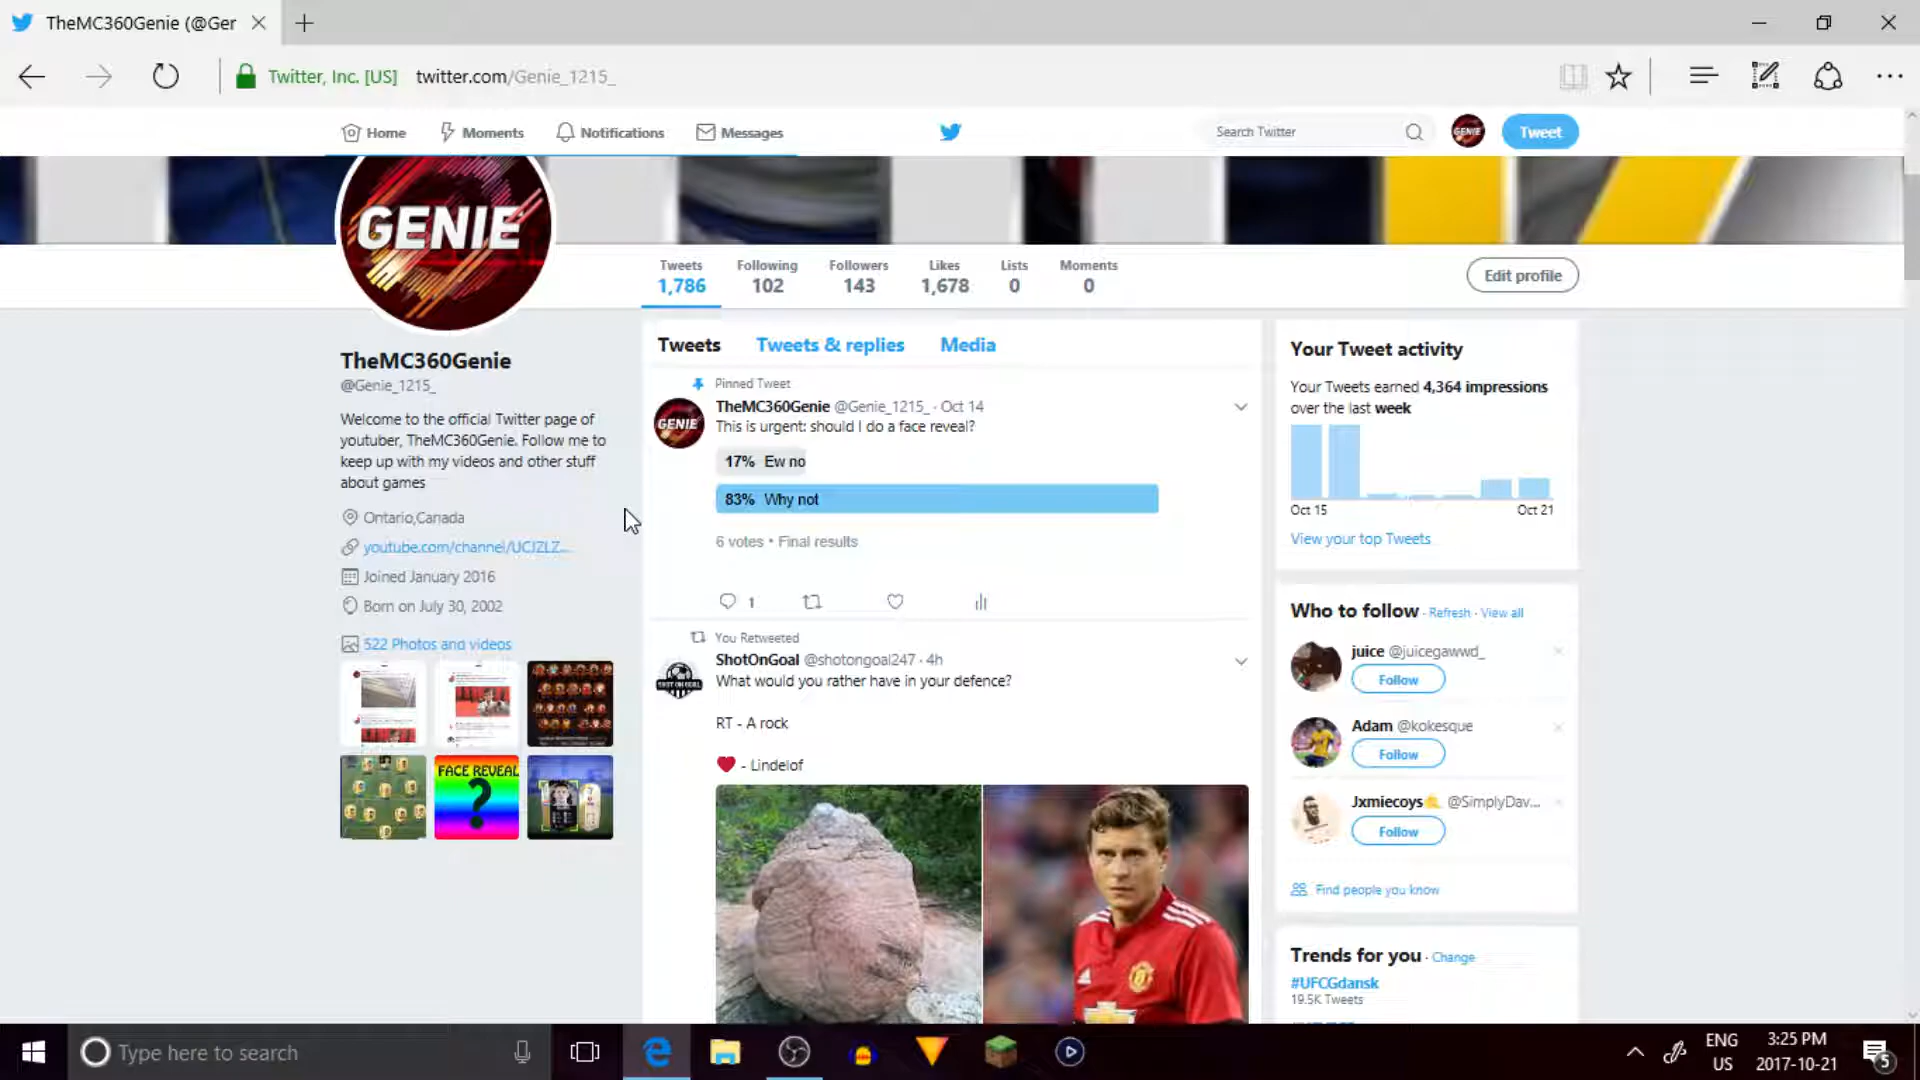 TheMC360Genie (@Ger
Twitter, Inc. [US] twitter.com/Genie_1215_
Home Moments Notifications Messages Search Twitter GENIE Tweet
GENIE
Tweets Following Followers Likes Lists Moments
1,786 102 143 1,678 0 0
Edit profile
TheMC360Genie
@Genie_1215_
Welcome to the official Twitter page of
youtuber, TheMC360Genie. Follow me to
keep up with my videos and other stuff
about games
Ontario,Canada
youtube.com/channel/UCJZLZ...
Joined January 2016
Born on July 30, 2002
522 Photos and videos
FACE REVEAL
?
Tweets Tweets & replies Media
Pinned Tweet
GENIE
TheMC360Genie @Genie_1215_ · Oct 14
This is urgent: should I do a face reveal?
17% Ew no
83% Why not
6 votes • Final results
1
You Retweeted
SHOT ON GOAL
ShotOnGoal @shotongoal247 · 4h
What would you rather have in your defence?
RT - A rock
❤ - Lindelof
Your Tweet activity
Your Tweets earned 4,364 impressions
over the last week
Oct 15 Oct 21
View your top Tweets
Who to follow · Refresh · View all
juice @juicegawwd_
Follow
Adam @kokesque
Follow
Jxmiecoys @SimplyDav...
Follow
Find people you know
Trends for you · Change
#UFCGdansk
19.5K Tweets
Type here to search
ENG
US
3:25 PM
2017-10-21
5